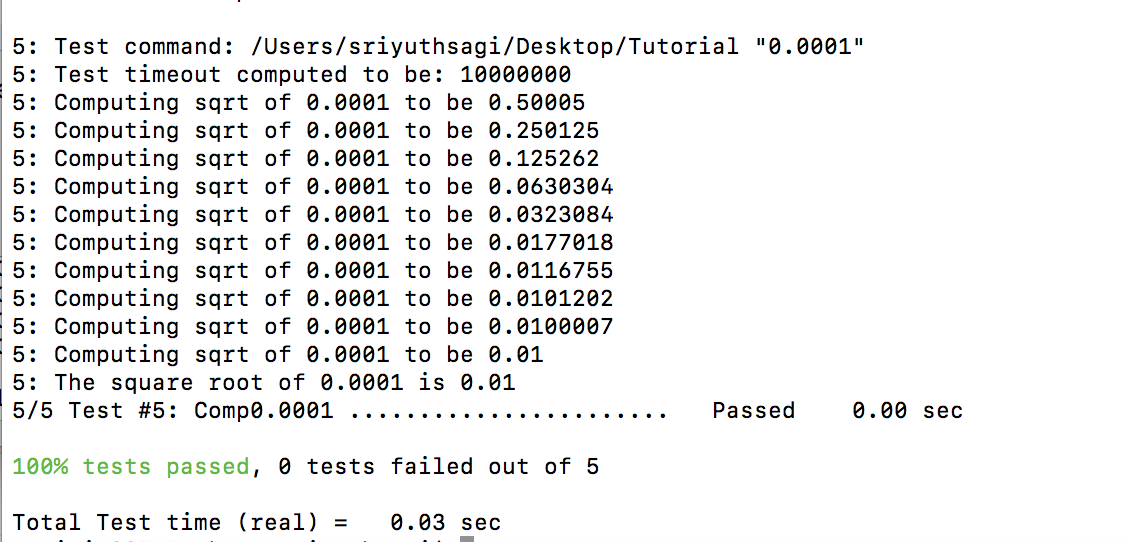 5: Test command: /Users/sriyuthsagi/Desktop/Tutorial "0.0001"
5: Test timeout computed to be: 10000000
5: Computing sqrt of 0.0001 to be 0.50005
5: Computing sqrt of 0.0001 to be 0.250125
5: Computing sqrt of 0.0001 to be 0.125262
5: Computing sqrt of 0.0001 to be 0.0630304
5: Computing sqrt of 0.0001 to be 0.0323084
5: Computing sqrt of 0.0001 to be 0.0177018
5: Computing sqrt of 0.0001 to be 0.0116755
5: Computing sqrt of 0.0001 to be 0.0101202
5: Computing sqrt of 0.0001 to be 0.0100007
5: Computing sqrt of 0.0001 to be 0.01
5: The square root of 0.0001 is 0.01
5/5 Test #5: Comp0.0001 .......................   Passed    0.00 sec
100% tests passed, 0 tests failed out of 5
Total Test time (real) =   0.03 sec